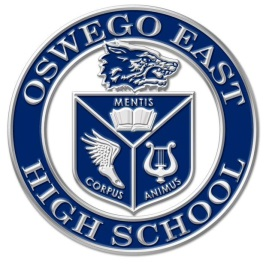 OSWEGO EAST
MENTIS
CORPUS ANIMUS
HIGH SCHOOL